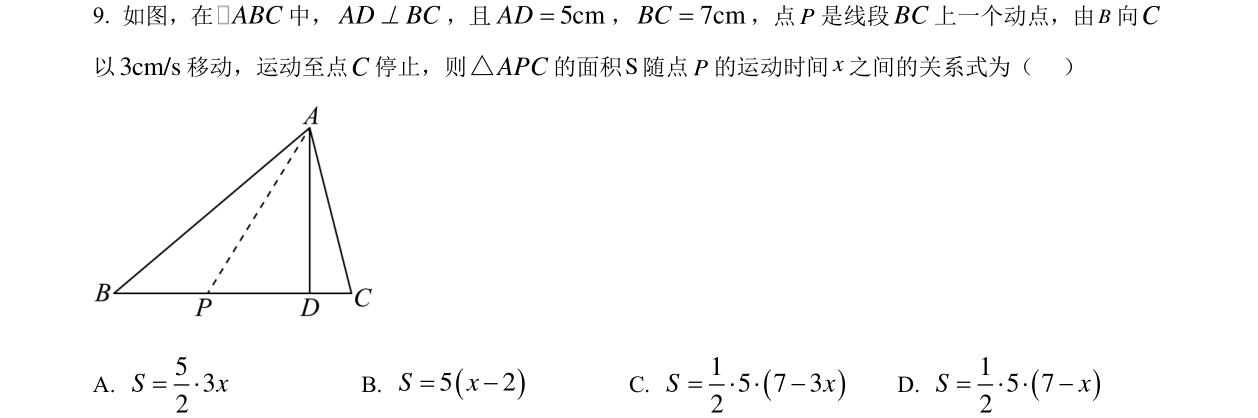 9. 如图，在□ABC 中， AD ⊥ BC ，且 AD = 5cm ， BC = 7cm ，点 P 是线段 BC 上一个动点，由 B 向 C
以 3cm/s 移动，运动至点 C 停止，则 △APC 的面积 S 随点 P 的运动时间 x 之间的关系式为（  ）
A
B
P
D
C
A. S = 5/2 · 3x B. S = 5(x − 2) C. S = 1/2 · 5 · (7 − 3x) D. S = 1/2 · 5 · (7 − x)